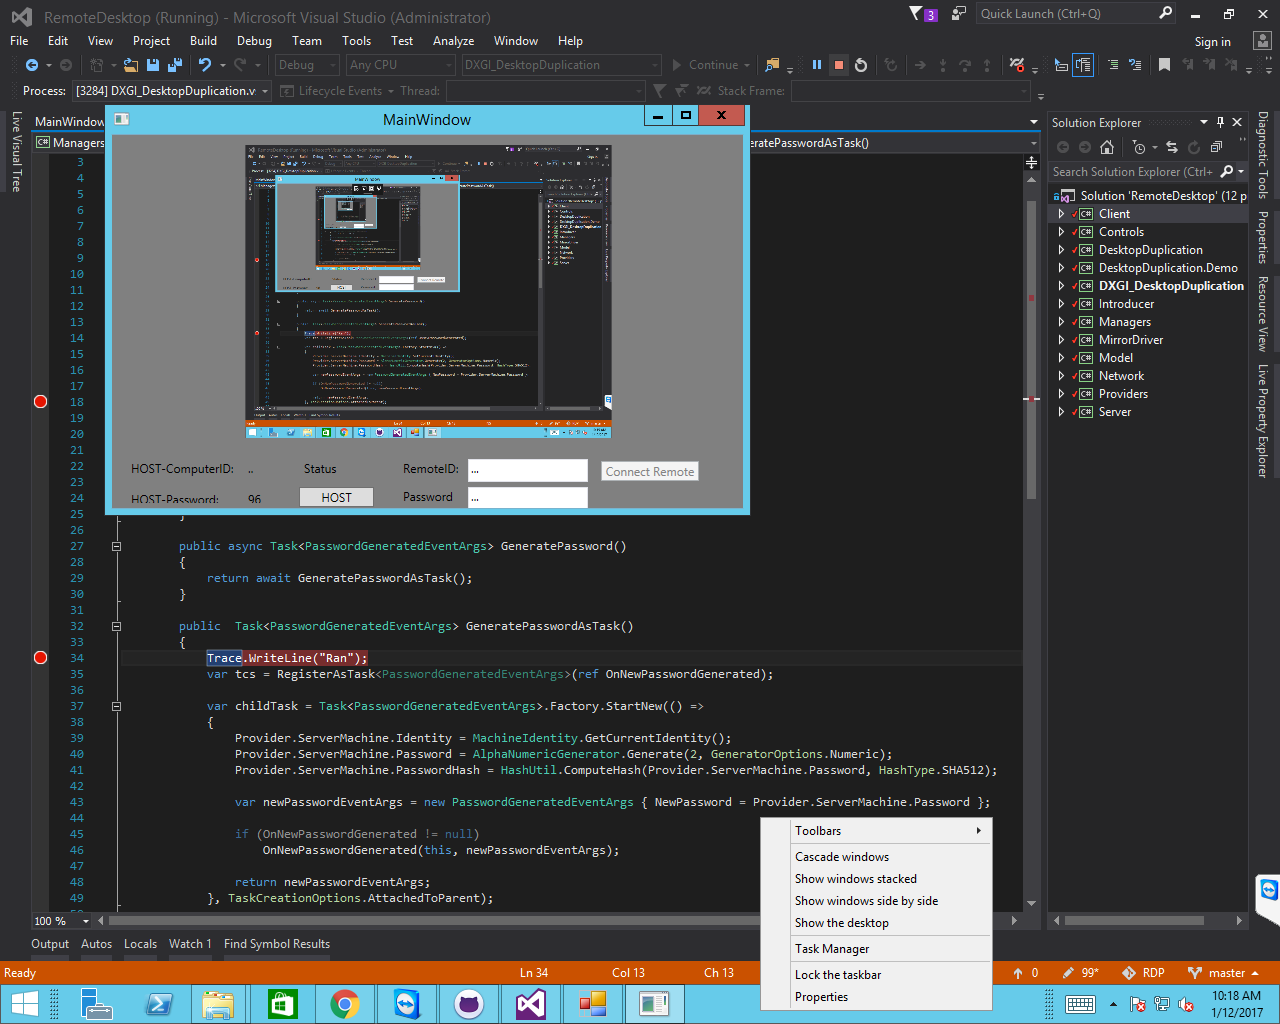 RemoteDesktop (Running) - Microsoft Visual Studio (Administrator)
3
Quick Launch (Ctrl+Q)
File Edit View Project Build Debug Team Tools Test Analyze Window Help
Sign in
Debug Any CPU DXGI_DesktopDuplication Continue
Process: [3284] DXGI_DesktopDuplication.v Lifecycle Events Thread: Stack Frame:
Live Visual Tree
MainWindow
Managers
eratePasswordAsTask()
MainWindow
HOST-ComputerID: ..
Status
RemoteID: ...
Connect Remote
HOST-Password: 96
HOST
Password ...
3
4
5
6
7
8
9
10
11
12
13
14
15
16
17
18
19
20
21
22
23
24
25 }
26
27 public async Task<PasswordGeneratedEventArgs> GeneratePassword()
28 {
29 return await GeneratePasswordAsTask();
30 }
31
32 public Task<PasswordGeneratedEventArgs> GeneratePasswordAsTask()
33 {
34 Trace.WriteLine("Ran");
35 var tcs = RegisterAsTask<PasswordGeneratedEventArgs>(ref OnNewPasswordGenerated);
36
37 var childTask = Task<PasswordGeneratedEventArgs>.Factory.StartNew(() =>
38 {
39 Provider.ServerMachine.Identity = MachineIdentity.GetCurrentIdentity();
40 Provider.ServerMachine.Password = AlphaNumericGenerator.Generate(2, GeneratorOptions.Numeric);
41 Provider.ServerMachine.PasswordHash = HashUtil.ComputeHash(Provider.ServerMachine.Password, HashType.SHA512);
42
43 var newPasswordEventArgs = new PasswordGeneratedEventArgs { NewPassword = Provider.ServerMachine.Password };
44
45 if (OnNewPasswordGenerated != null)
46 OnNewPasswordGenerated(this, newPasswordEventArgs);
47
48 return newPasswordEventArgs;
49 }, TaskCreationOptions.AttachedToParent);
100 %
Solution Explorer
Search Solution Explorer (Ctrl+
Solution 'RemoteDesktop' (12 p
Client
Controls
DesktopDuplication
DesktopDuplication.Demo
DXGI_DesktopDuplication
Introducer
Managers
MirrorDriver
Model
Network
Providers
Server
Diagnostic Tools
Properties
Resource View
Live Property Explorer
Toolbars
Cascade windows
Show windows stacked
Show windows side by side
Show the desktop
Task Manager
Lock the taskbar
Properties
Output Autos Locals Watch 1 Find Symbol Results
Ready Ln 34 Col 13 Ch 13
0 99* RDP master
10:18 AM
1/12/2017